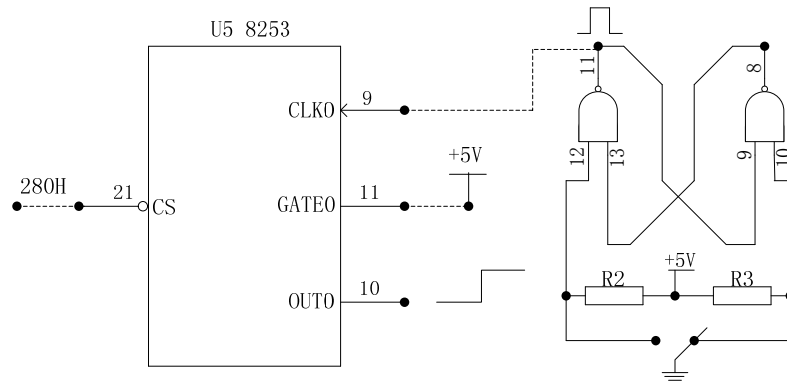 U5 8253
CLK0
9
11
8
12
13
9
10
+5V
280H
21
CS
GATE0
11
+5V
R2
R3
OUT0
10